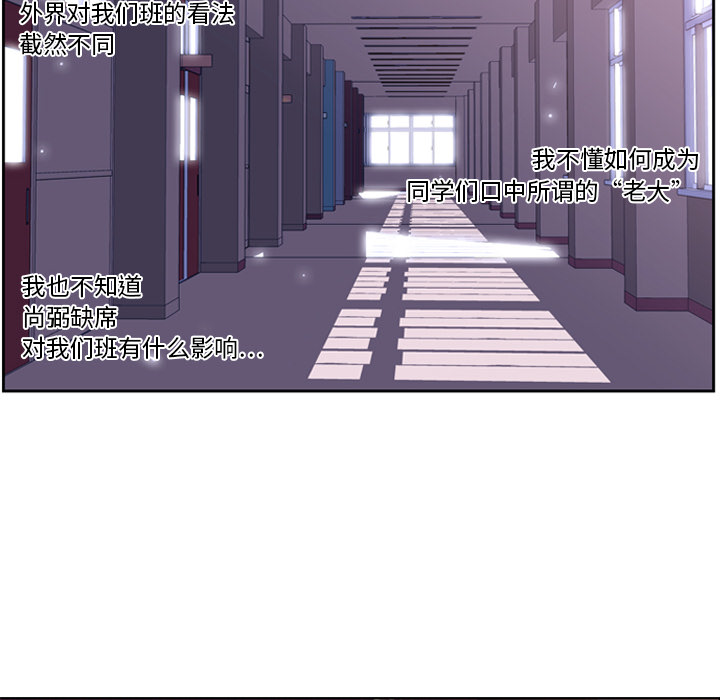 外界对我们班的看法
截然不同
我不懂如何成为
同学们口中所谓的“老大”
我也不知道
尚弼缺席
对我们班有什么影响...